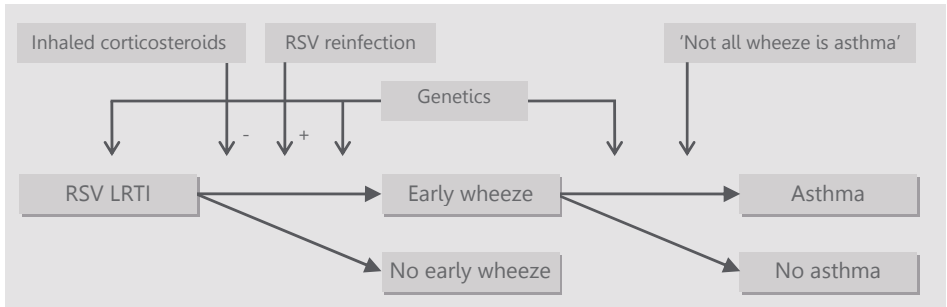 Inhaled corticosteroids
RSV reinfection
'Not all wheeze is asthma'
Genetics
-
+
RSV LRTI
Early wheeze
Asthma
No early wheeze
No asthma